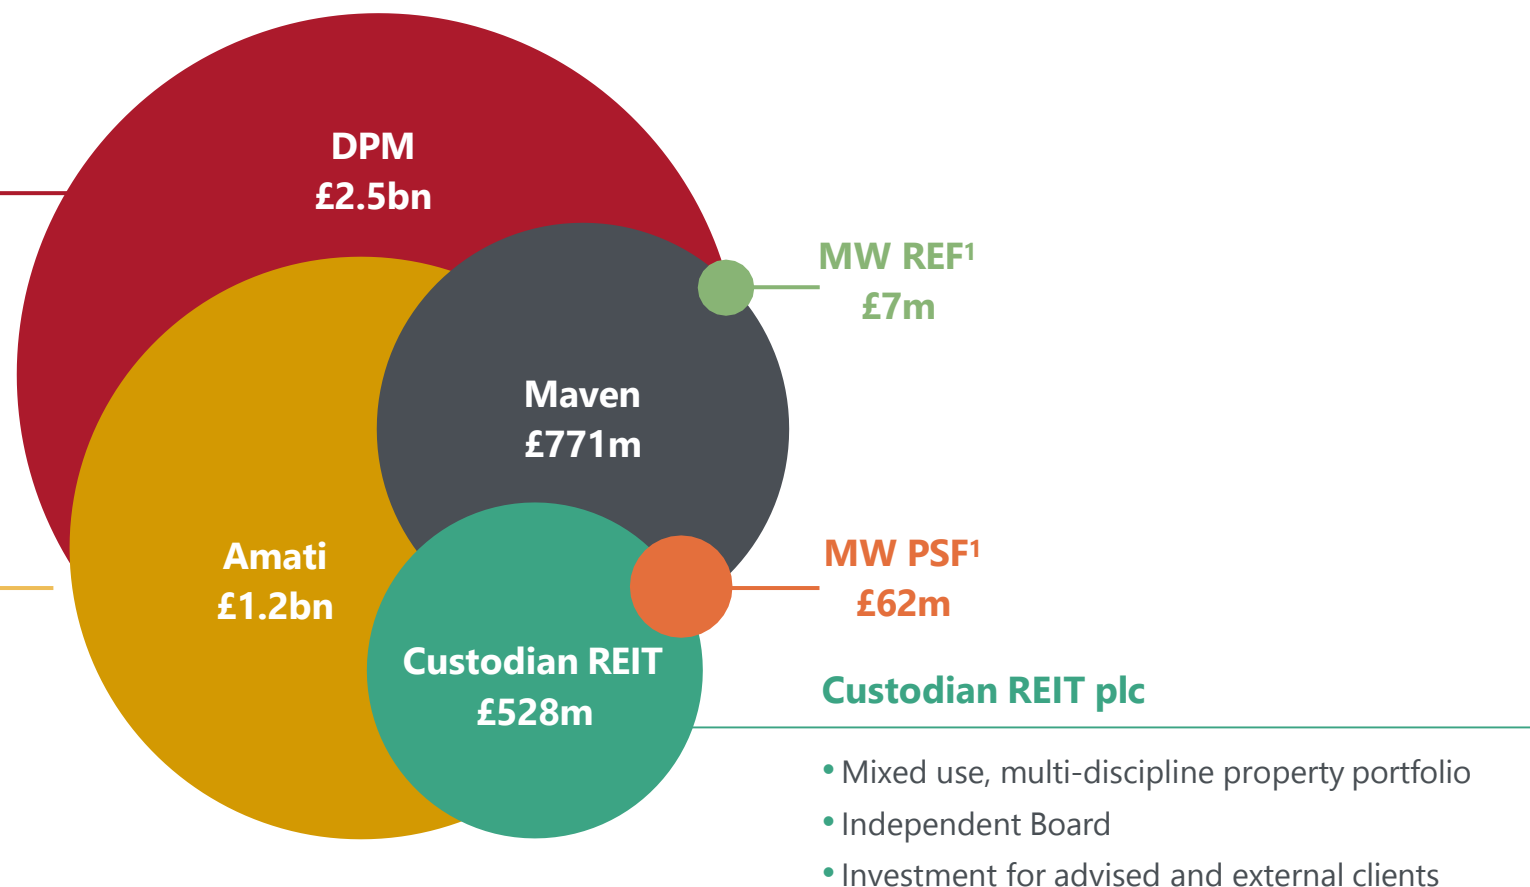 DPM
£2.5bn
MW REF¹
£7m
Maven
£771m
Amati
£1.2bn
MW PSF¹
£62m
Custodian REIT
£528m
Custodian REIT plc
• Mixed use, multi-discipline property portfolio
• Independent Board
• Investment for advised and external clients